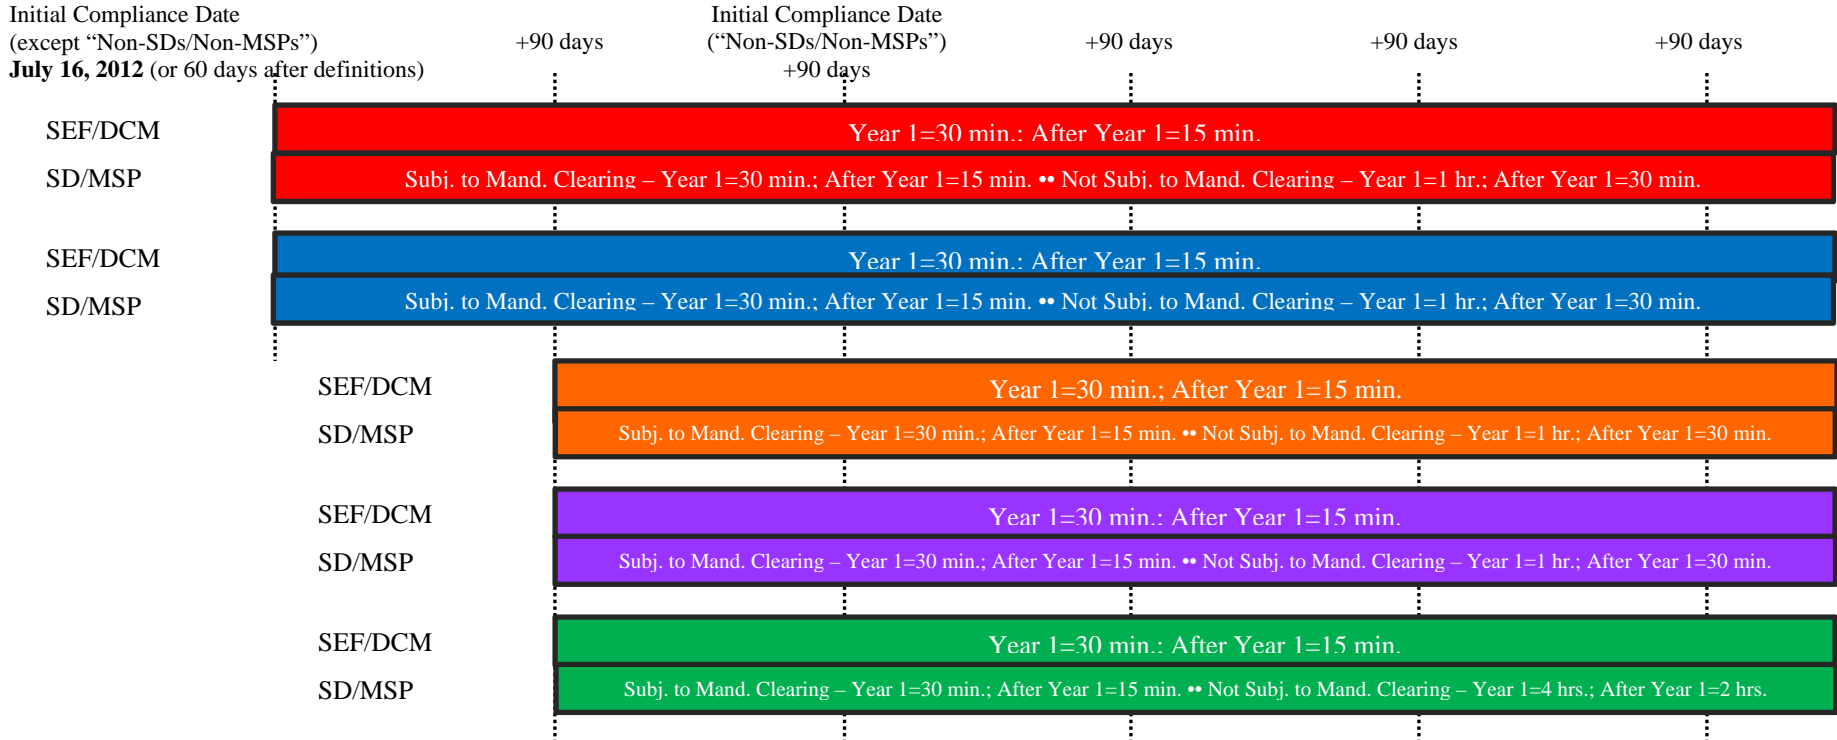 Initial Compliance Date
(except “Non-SDs/Non-MSPs”)
July 16, 2012 (or 60 days after definitions)
+90 days
Initial Compliance Date
(“Non-SDs/Non-MSPs”)
+90 days
+90 days
+90 days
+90 days
SEF/DCM
Year 1=30 min.; After Year 1=15 min.
SD/MSP
Subj. to Mand. Clearing – Year 1=30 min.; After Year 1=15 min. •• Not Subj. to Mand. Clearing – Year 1=1 hr.; After Year 1=30 min.
SEF/DCM
Year 1=30 min.; After Year 1=15 min.
SD/MSP
Subj. to Mand. Clearing – Year 1=30 min.; After Year 1=15 min. •• Not Subj. to Mand. Clearing – Year 1=1 hr.; After Year 1=30 min.
SEF/DCM
Year 1=30 min.; After Year 1=15 min.
SD/MSP
Subj. to Mand. Clearing – Year 1=30 min.; After Year 1=15 min. •• Not Subj. to Mand. Clearing – Year 1=1 hr.; After Year 1=30 min.
SEF/DCM
Year 1=30 min.; After Year 1=15 min.
SD/MSP
Subj. to Mand. Clearing – Year 1=30 min.; After Year 1=15 min. •• Not Subj. to Mand. Clearing – Year 1=1 hr.; After Year 1=30 min.
SEF/DCM
Year 1=30 min.; After Year 1=15 min.
SD/MSP
Subj. to Mand. Clearing – Year 1=30 min.; After Year 1=15 min. •• Not Subj. to Mand. Clearing – Year 1=4 hrs.; After Year 1=2 hrs.